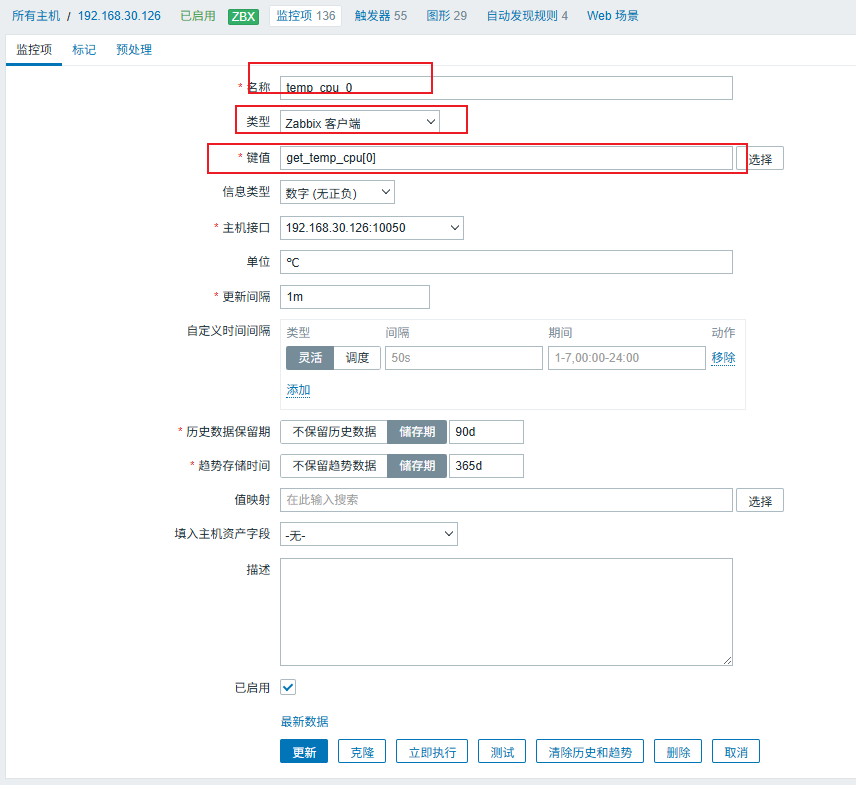 所有主机 / 192.168.30.126 已启用 ZBX 监控项 136 触发器 55 图形 29 自动发现规则 4 Web 场景
监控项 标记 预处理
* 名称 temp_cpu_0
类型 Zabbix 客户端
* 键值 get_temp_cpu[0] 选择
信息类型 数字 (无正负)
* 主机接口 192.168.30.126:10050
单位 ℃
* 更新间隔 1m
自定义时间间隔 类型 间隔 期间 动作
灵活 调度 50s 1-7,00:00-24:00 移除
添加
* 历史数据保留期 不保留历史数据 储存期 90d
* 趋势存储时间 不保留趋势数据 储存期 365d
值映射 在此输入搜索 选择
填入主机资产字段 -无-
描述
已启用
最新数据
更新 克隆 立即执行 测试 清除历史和趋势 删除 取消